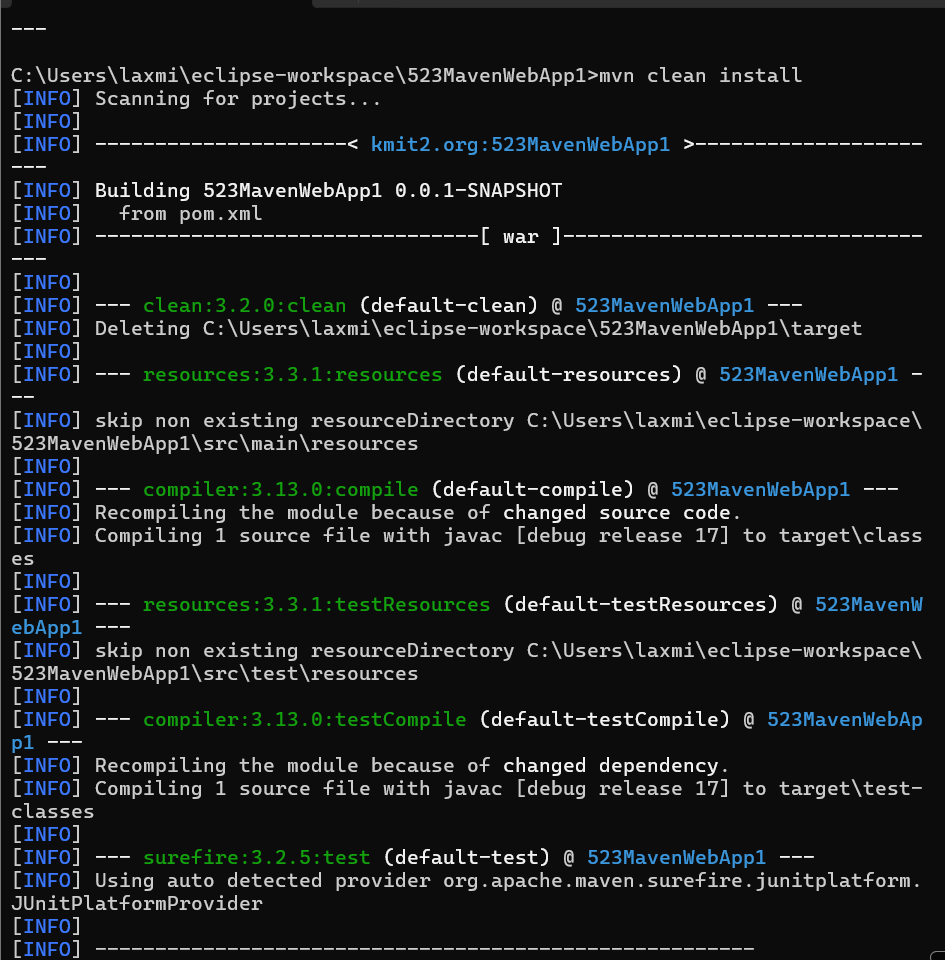 ---
C:\Users\laxmi\eclipse-workspace\523MavenWebApp1>mvn clean install
[INFO] Scanning for projects...
[INFO]
[INFO] ---------------------< kmit2.org:523MavenWebApp1 >-------------------
---
[INFO] Building 523MavenWebApp1 0.0.1-SNAPSHOT
[INFO]   from pom.xml
[INFO] --------------------------------[ war ]------------------------------
---
[INFO]
[INFO] --- clean:3.2.0:clean (default-clean) @ 523MavenWebApp1 ---
[INFO] Deleting C:\Users\laxmi\eclipse-workspace\523MavenWebApp1\target
[INFO]
[INFO] --- resources:3.3.1:resources (default-resources) @ 523MavenWebApp1 -
--
[INFO] skip non existing resourceDirectory C:\Users\laxmi\eclipse-workspace\
523MavenWebApp1\src\main\resources
[INFO]
[INFO] --- compiler:3.13.0:compile (default-compile) @ 523MavenWebApp1 ---
[INFO] Recompiling the module because of changed source code.
[INFO] Compiling 1 source file with javac [debug release 17] to target\class
es
[INFO]
[INFO] --- resources:3.3.1:testResources (default-testResources) @ 523MavenW
ebApp1 ---
[INFO] skip non existing resourceDirectory C:\Users\laxmi\eclipse-workspace\
523MavenWebApp1\src\test\resources
[INFO]
[INFO] --- compiler:3.13.0:testCompile (default-testCompile) @ 523MavenWebAp
p1 ---
[INFO] Recompiling the module because of changed dependency.
[INFO] Compiling 1 source file with javac [debug release 17] to target\test-
classes
[INFO]
[INFO] --- surefire:3.2.5:test (default-test) @ 523MavenWebApp1 ---
[INFO] Using auto detected provider org.apache.maven.surefire.junitplatform.
JUnitPlatformProvider
[INFO]
[INFO] -------------------------------------------------------